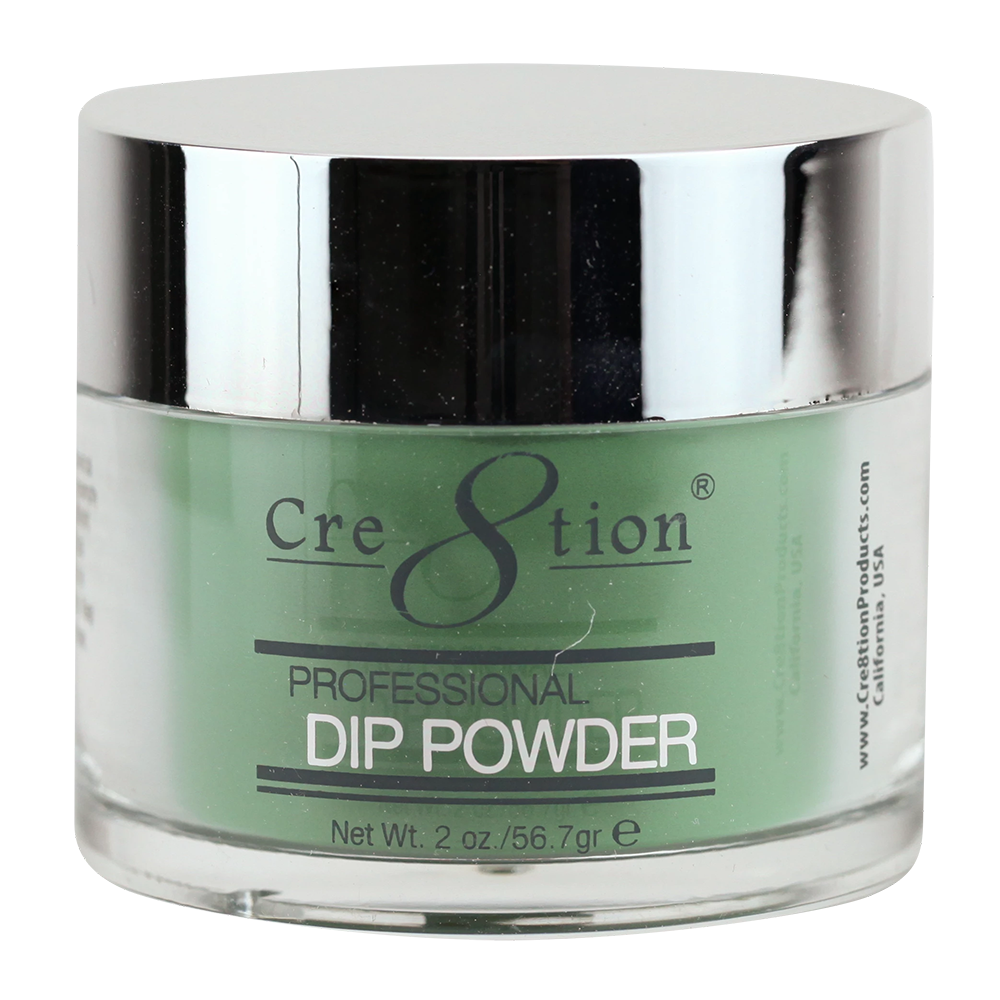 Cre8tion®
PROFESSIONAL
DIP POWDER
Net Wt. 2 oz./56.7gr ℮
www.Cre8tionProducts.com
California, USA